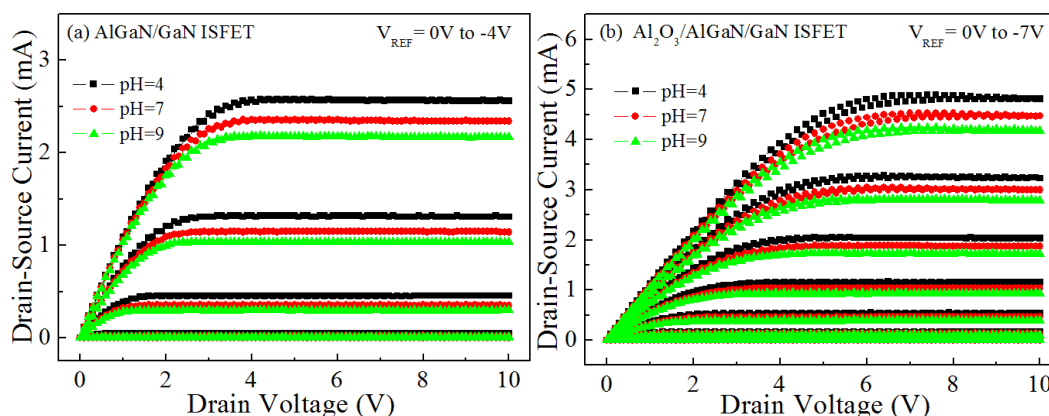 (a) AlGaN/GaN ISFET
V_REF= 0V to -4V
pH=4
pH=7
pH=9
Drain-Source Current (mA)
3
2
1
0
0 2 4 6 8 10
Drain Voltage (V)
(b) Al₂O₃/AlGaN/GaN ISFET
V_REF= 0V to -7V
pH=4
pH=7
pH=9
Drain-Source Current (mA)
6
5
4
3
2
1
0
0 2 4 6 8 10
Drain Voltage (V)